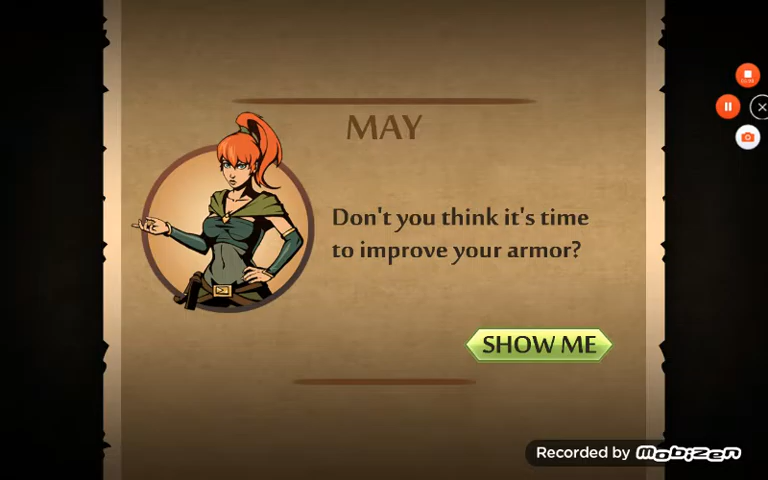 MAY
Don't you think it's time
to improve your armor?
SHOW ME
Recorded by mobizen